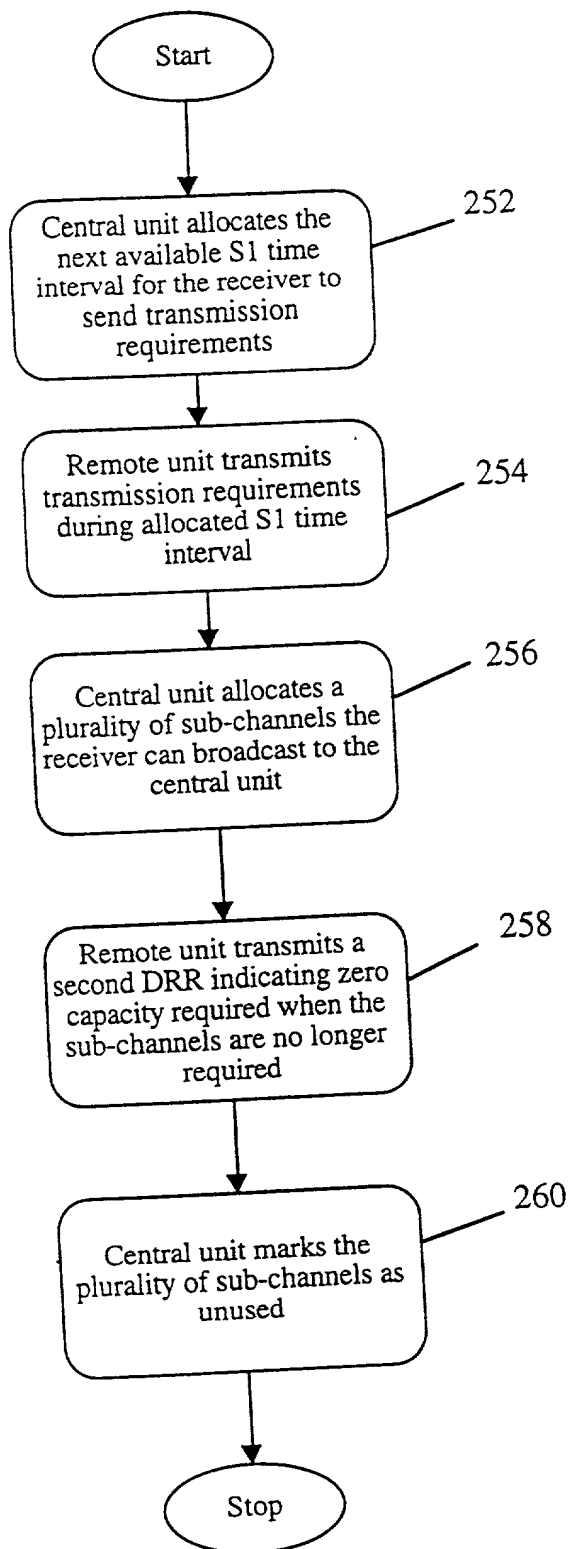 Start
Central unit allocates the
next available S1 time
interval for the receiver to
send transmission
requirements
252
Remote unit transmits
transmission requirements
during allocated S1 time
interval
254
Central unit allocates a
plurality of sub-channels the
receiver can broadcast to the
central unit
256
Remote unit transmits a
second DRR indicating zero
capacity required when the
sub-channels are no longer
required
258
Central unit marks the
plurality of sub-channels as
unused
260
Stop